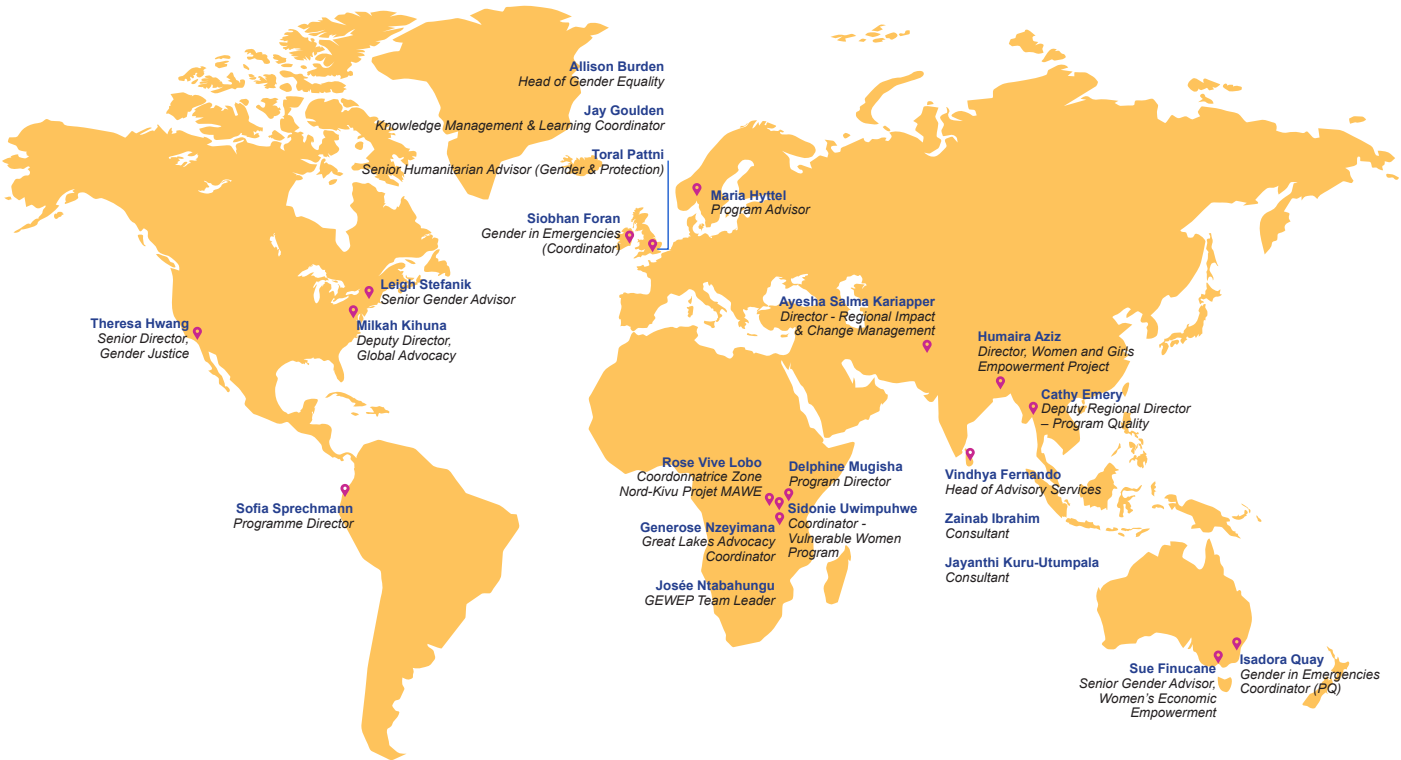 Allison Burden
Head of Gender Equality
Jay Goulden
Knowledge Management & Learning Coordinator
Toral Pattni
Senior Humanitarian Advisor (Gender & Protection)
Maria Hyttel
Program Advisor
Siobhan Foran
Gender in Emergencies
(Coordinator)
Leigh Stefanik
Senior Gender Advisor
Milkah Kihuna
Deputy Director,
Global Advocacy
Theresa Hwang
Senior Director,
Gender Justice
Ayesha Salma Kariapper
Director - Regional Impact
& Change Management
Humaira Aziz
Director, Women and Girls
Empowerment Project
Cathy Emery
Deputy Regional Director
– Program Quality
Sofia Sprechmann
Programme Director
Rose Vive Lobo
Coordonnatrice Zone
Nord-Kivu Projet MAWE
Delphine Mugisha
Program Director
Sidonie Uwimpuhwe
Coordinator -
Vulnerable Women
Program
Generose Nzeyimana
Great Lakes Advocacy
Coordinator
Josée Ntabahungu
GEWEP Team Leader
Vindhya Fernando
Head of Advisory Services
Zainab Ibrahim
Consultant
Jayanthi Kuru-Utumpala
Consultant
Sue Finucane
Senior Gender Advisor,
Women's Economic
Empowerment
Isadora Quay
Gender in Emergencies
Coordinator (PQ)